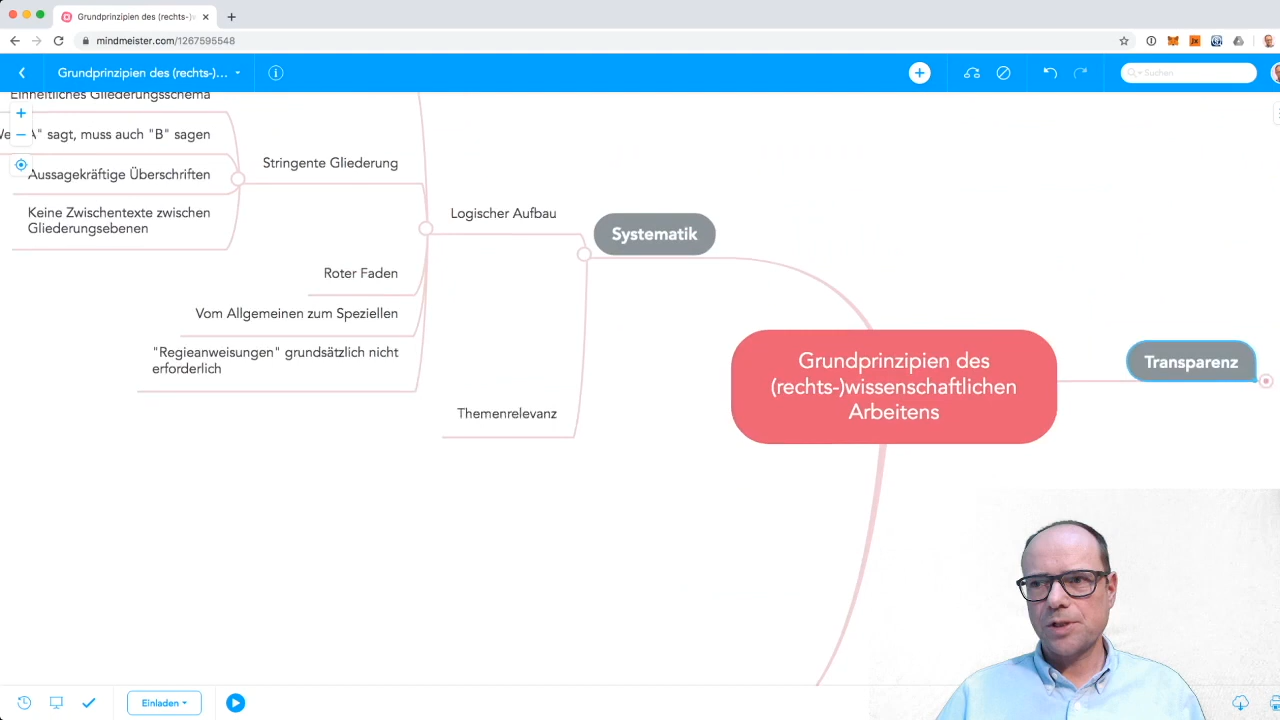 Grundprinzipien des (rechts-)w
mindmeister.com/1267595548
Grundprinzipien des (rechts-)...
Suchen
Einheitliches Gliederungsschema
"A" sagt, muss auch "B" sagen
Aussagekräftige Überschriften
Keine Zwischentexte zwischen
Gliederungsebenen
Stringente Gliederung
Logischer Aufbau
Systematik
Roter Faden
Vom Allgemeinen zum Speziellen
"Regieanweisungen" grundsätzlich nicht
erforderlich
Themenrelevanz
Grundprinzipien des
(rechts-)wissenschaftlichen
Arbeitens
Transparenz
Einladen